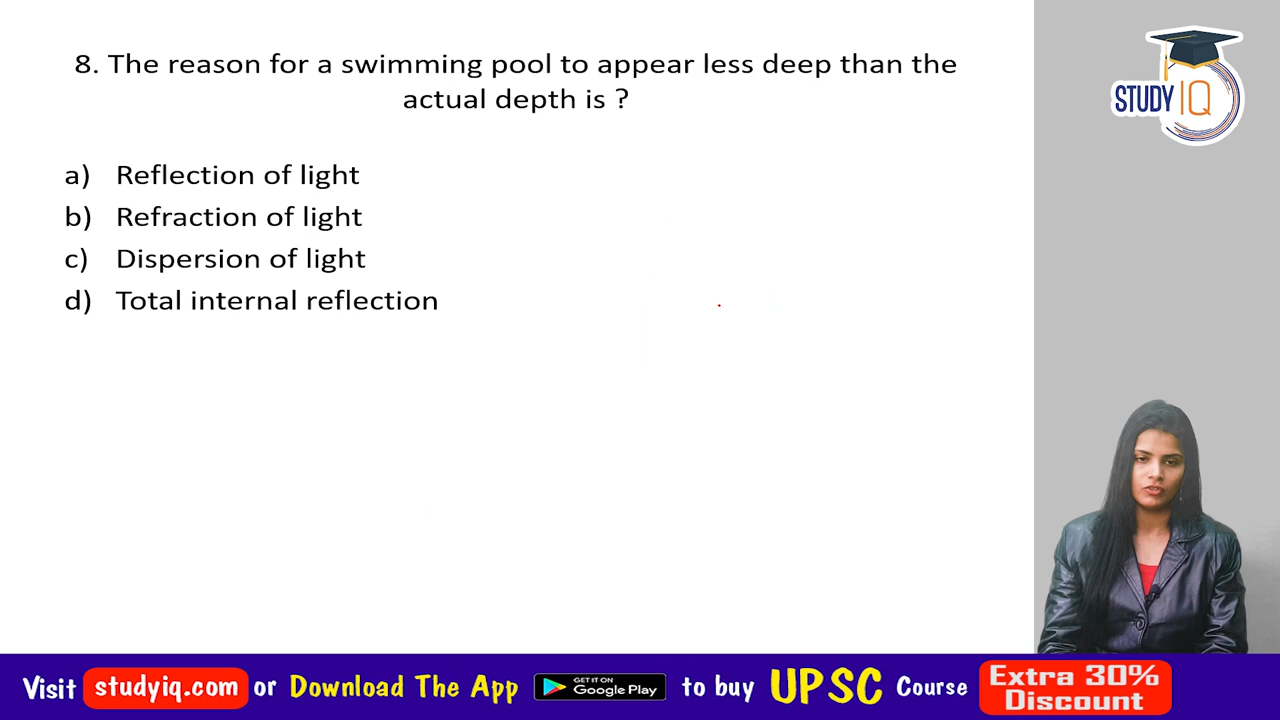 8. The reason for a swimming pool to appear less deep than the
actual depth is ?
a) Reflection of light
b) Refraction of light
c) Dispersion of light
d) Total internal reflection
STUDY IQ
Visit studyiq.com or Download The App GET IT ON Google Play to buy UPSC Course Extra 30% Discount